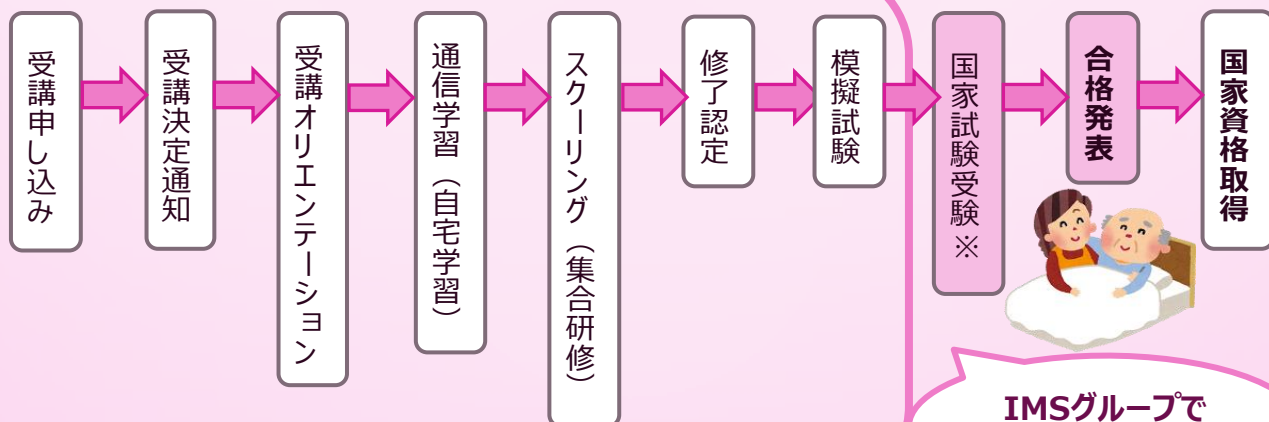 受講申し込み
受講決定通知
受講オリエンテーション
通信学習（自宅学習）
スクーリング（集合研修）
修了認定
模擬試験
国家試験受験※
合格発表
国家資格取得
IMSグループで